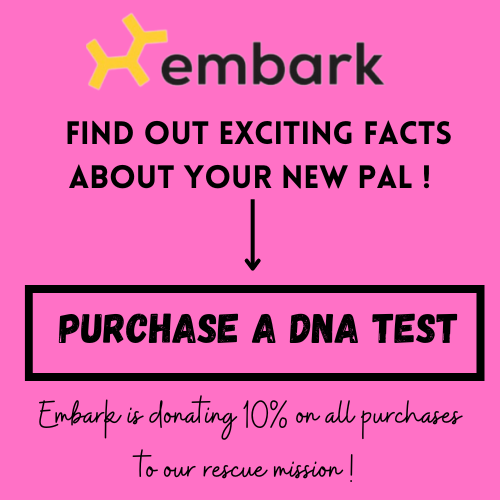 embark
FIND OUT EXCITING FACTS
ABOUT YOUR NEW PAL !
PURCHASE A DNA TEST
Embark is donating 10% on all purchases
to our rescue mission !